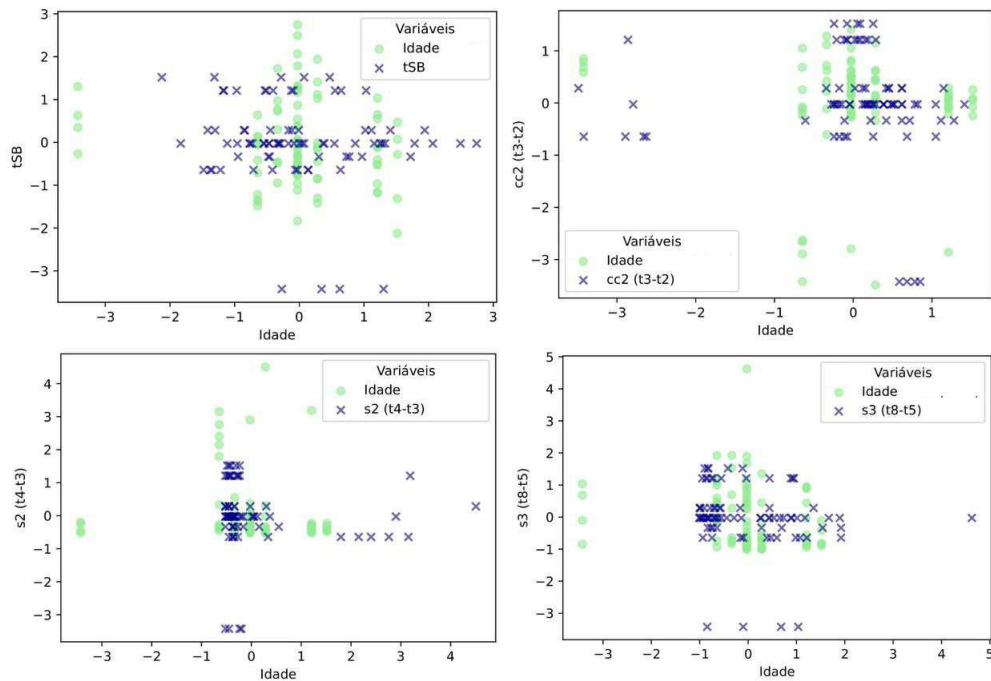 3
2
1
0
−1
−2
−3
tSB
Variáveis
Idade
tSB
−3 −2 −1 0 1 2 3
Idade
1
0
−1
−2
−3
cc2 (t3-t2)
Variáveis
Idade
cc2 (t3-t2)
−3 −2 −1 0 1
Idade
4
3
2
1
0
−1
−2
−3
s2 (t4-t3)
Variáveis
Idade
s2 (t4-t3)
−3 −2 −1 0 1 2 3 4
Idade
5
4
3
2
1
0
−1
−2
−3
s3 (t8-t5)
Variáveis
Idade
s3 (t8-t5)
−3 −2 −1 0 1 2 3 4 5
Idade